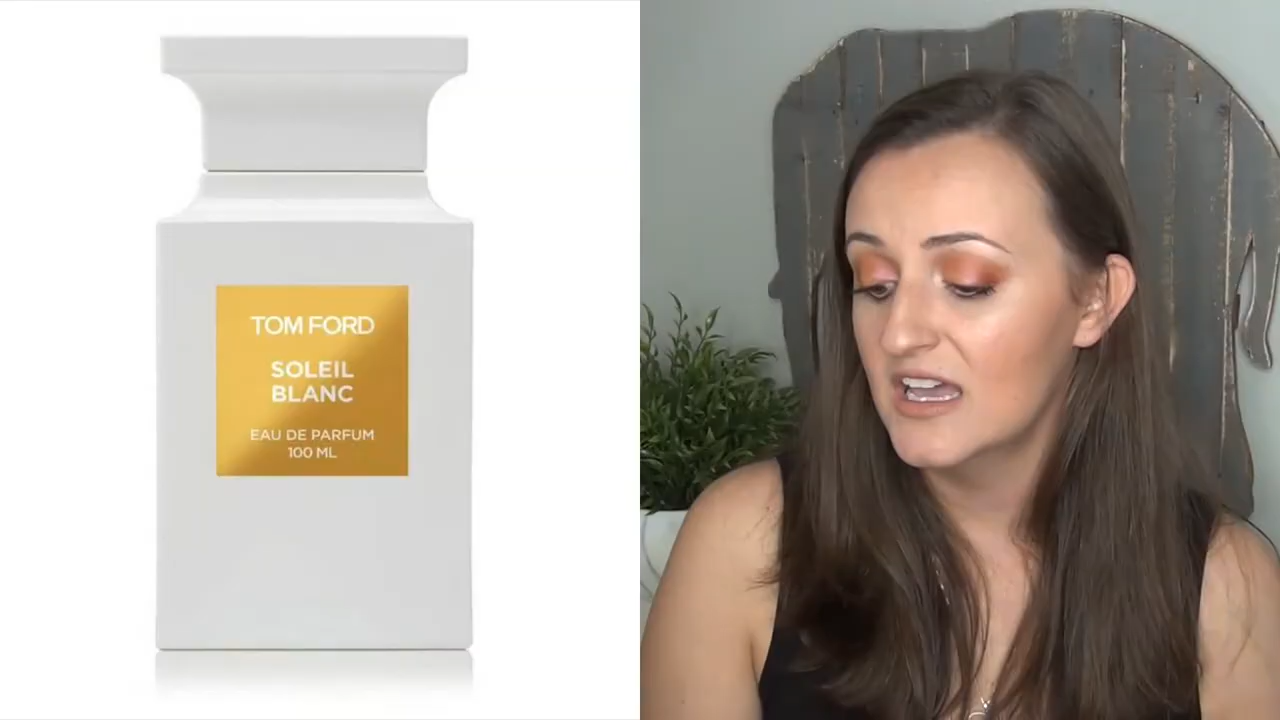 TOM FORD
SOLEIL
BLANC
EAU DE PARFUM
100 ML